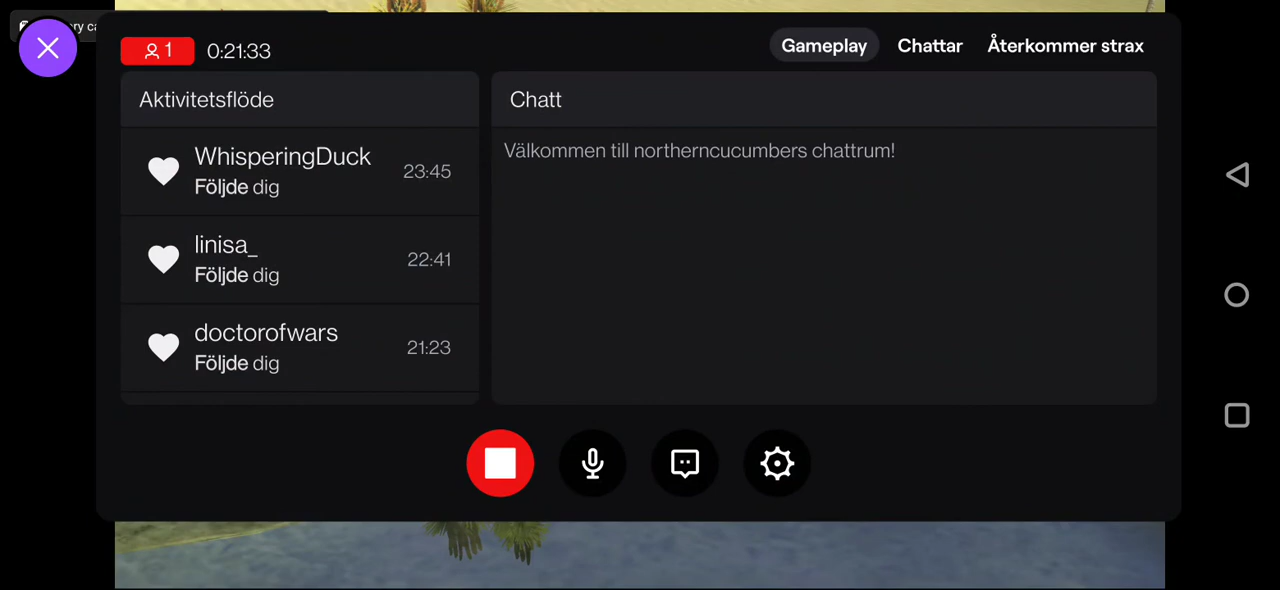 1
0:21:33
Gameplay
Chattar
Återkommer strax
Aktivitetsflöde
WhisperingDuck
Följde dig
23:45
linisa_
Följde dig
22:41
doctorofwars
Följde dig
21:23
Chatt
Välkommen till northerncucumbers chattrum!